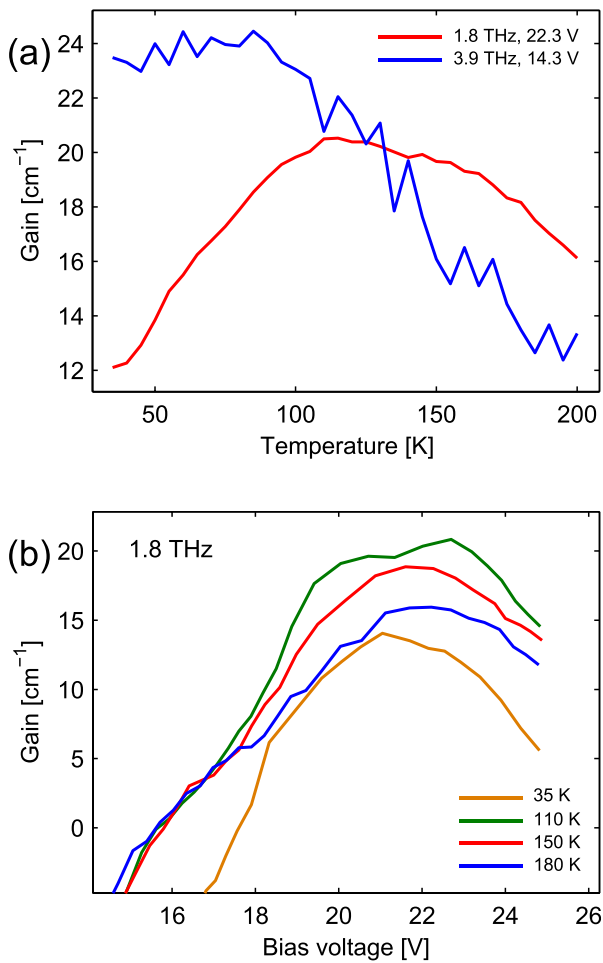 (a)
1.8 THz, 22.3 V
3.9 THz, 14.3 V
Gain [cm⁻¹]
24
22
20
18
16
14
12
50 100 150 200
Temperature [K]
(b)
1.8 THz
Gain [cm⁻¹]
20
15
10
5
0
35 K
110 K
150 K
180 K
16 18 20 22 24 26
Bias voltage [V]